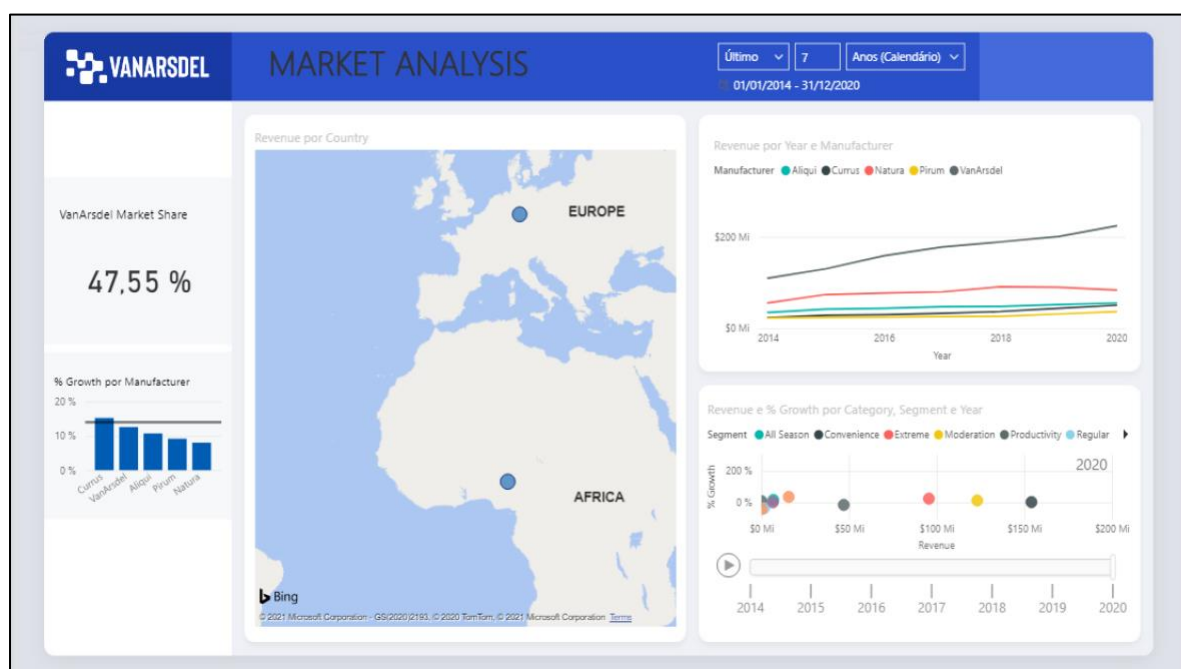 VANARSDEL
MARKET ANALYSIS
Último 7 Anos (Calendário)
01/01/2014 - 31/12/2020
VanArsdel Market Share
47,55 %
% Growth por Manufacturer
20 %
10 %
0 %
Currus VanArsdel Aliqui Pirum Natura
Revenue por Country
EUROPE
AFRICA
Bing
© 2021 Microsoft Corporation - GS(2020)2193, © 2020 TomTom, © 2021 Microsoft Corporation Terms
Revenue por Year e Manufacturer
Manufacturer Aliqui Currus Natura Pirum VanArsdel
$200 Mi
$0 Mi
2014 2016 2018 2020
Year
Revenue e % Growth por Category, Segment e Year
Segment All Season Convenience Extreme Moderation Productivity Regular
2020
% Growth
200 %
0 %
$0 Mi $50 Mi $100 Mi $150 Mi $200 Mi
Revenue
2014 2015 2016 2017 2018 2019 2020